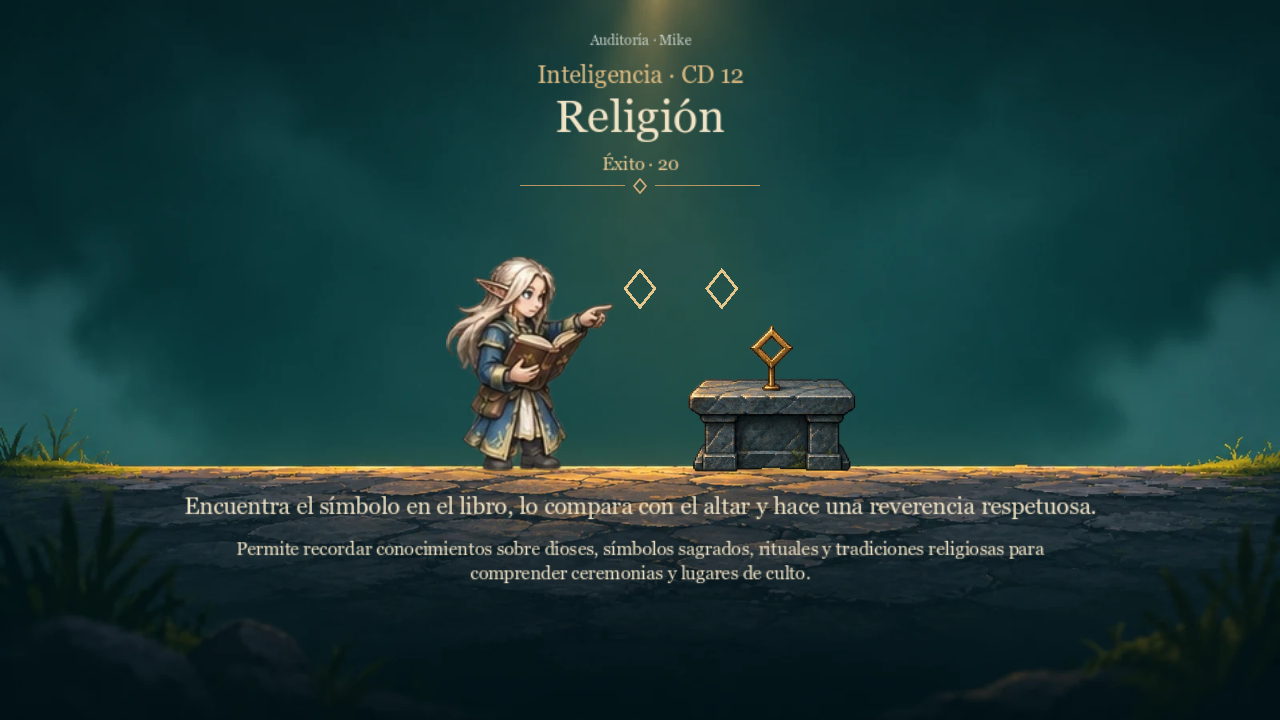 Auditoría · Mike
Inteligencia · CD 12
Religión
Éxito · 20
Encuentra el símbolo en el libro, lo compara con el altar y hace una reverencia respetuosa.
Permite recordar conocimientos sobre dioses, símbolos sagrados, rituales y tradiciones religiosas para
comprender ceremonias y lugares de culto.